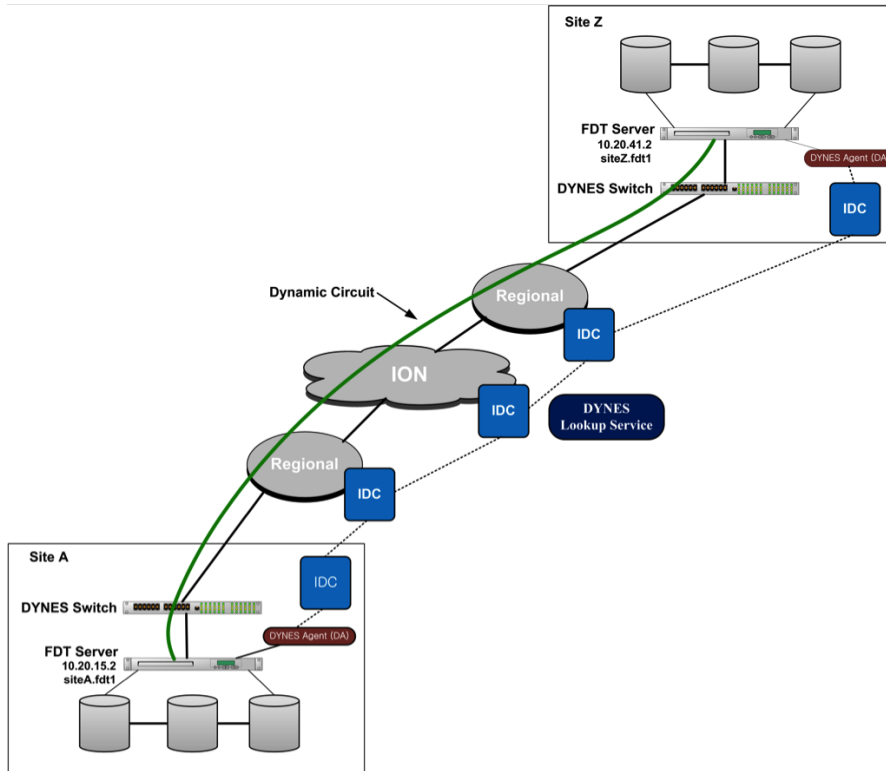 Site Z
FDT Server
10.20.41.2
siteZ.fdt1
DYNES Agent (DA
DYNES Switch
IDC
Dynamic Circuit
Regional
IDC
ION
IDC
DYNES
Lookup Service
Regional
IDC
Site A
IDC
DYNES Switch
DYNES Agent (DA)
FDT Server
10.20.15.2
siteA.fdt1